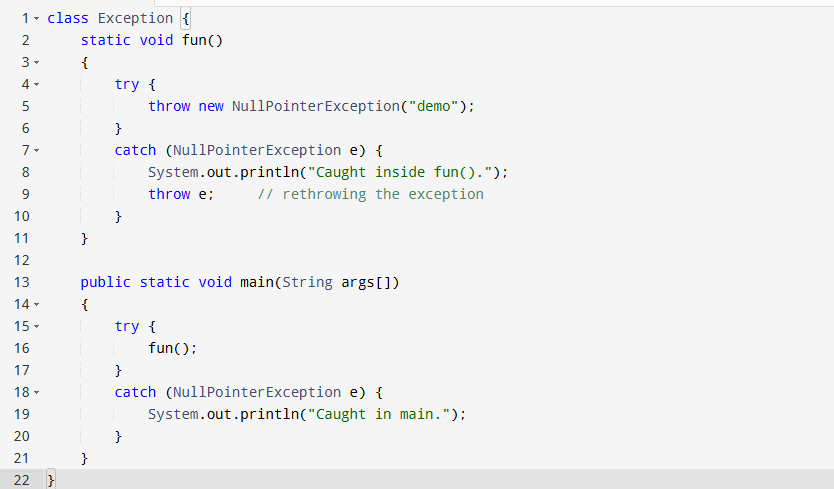 1 class Exception {
2     static void fun()
3     {
4         try {
5             throw new NullPointerException("demo");
6         }
7         catch (NullPointerException e) {
8             System.out.println("Caught inside fun().");
9             throw e;     // rethrowing the exception
10         }
11     }
12
13     public static void main(String args[])
14     {
15         try {
16             fun();
17         }
18         catch (NullPointerException e) {
19             System.out.println("Caught in main.");
20         }
21     }
22 }